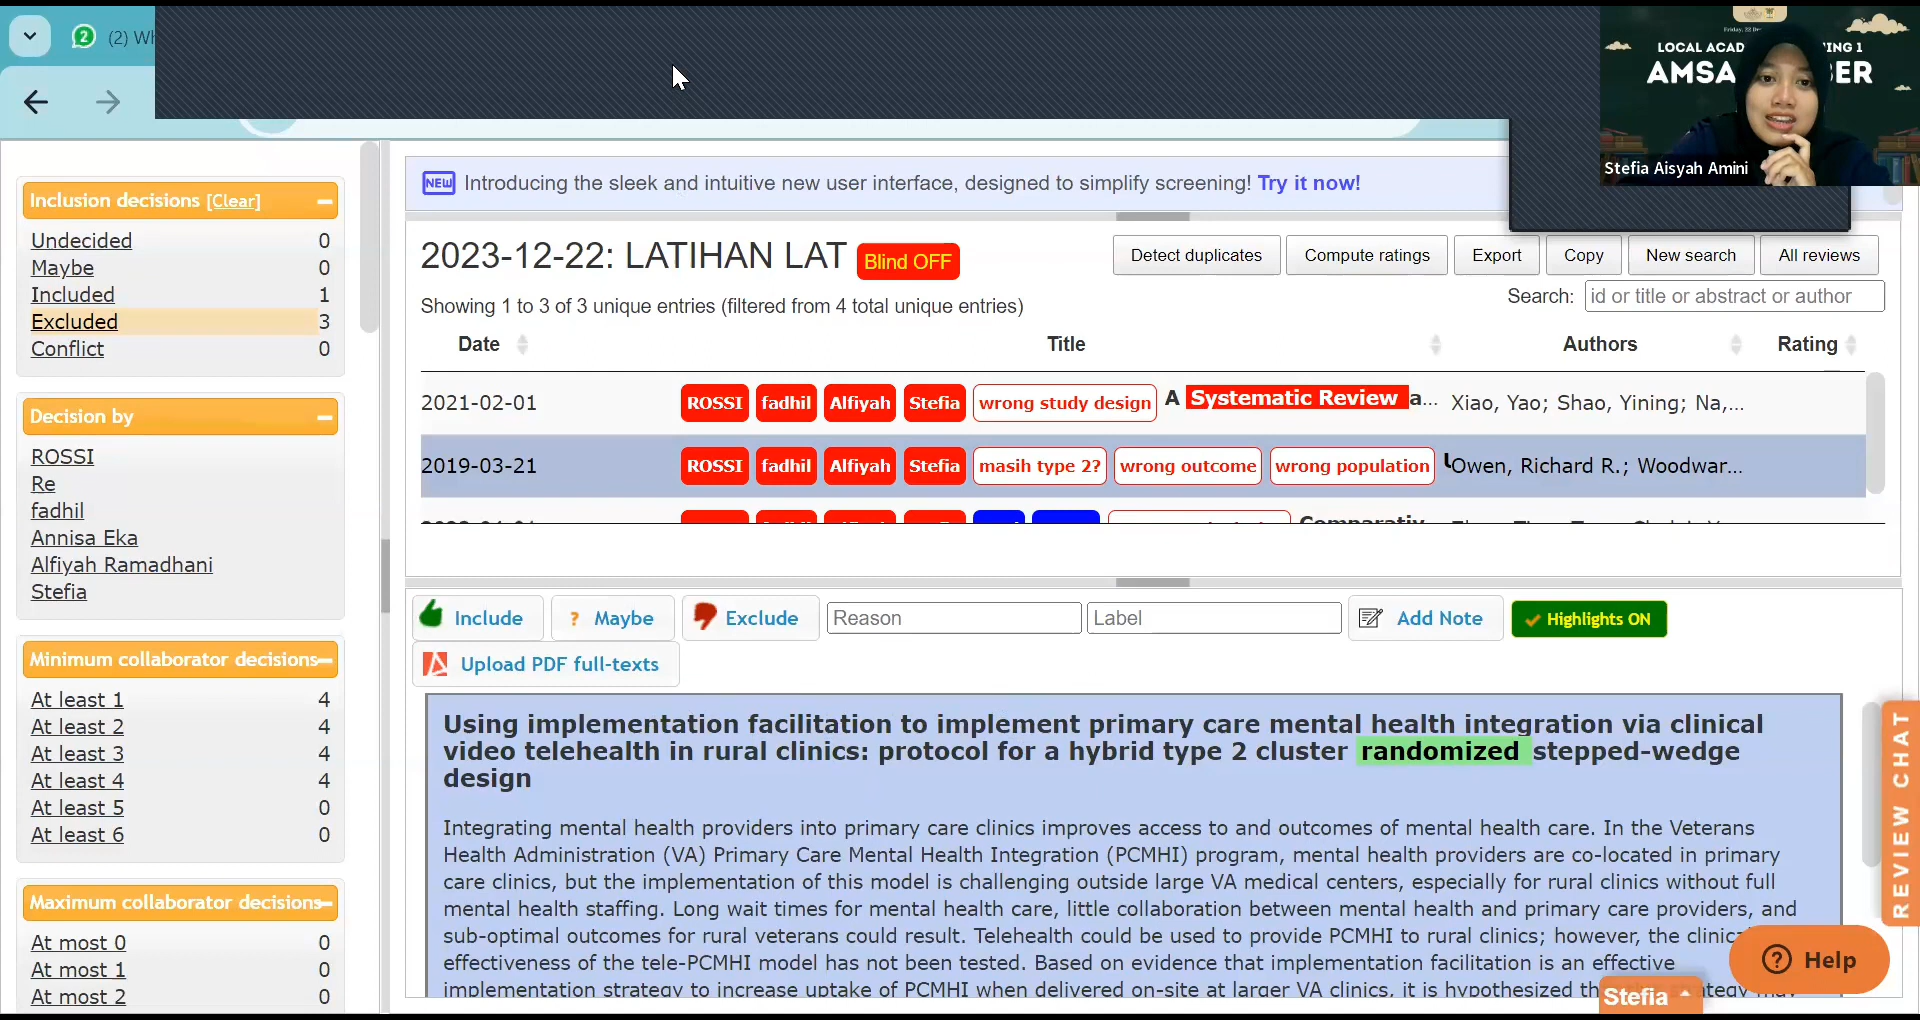 2
(2) Wh
Friday, 22 De
LOCAL ACAD
ING 1
AMSA
BER
Stefia Aisyah Amini
NEW Introducing the sleek and intuitive new user interface, designed to simplify screening! Try it now!
Inclusion decisions [Clear]
Undecided 0
Maybe 0
Included 1
Excluded 3
Conflict 0
Decision by
ROSSI
Re
fadhil
Annisa Eka
Alfiyah Ramadhani
Stefia
Minimum collaborator decisions
At least 1 4
At least 2 4
At least 3 4
At least 4 4
At least 5 0
At least 6 0
Maximum collaborator decisions
At most 0 0
At most 1 0
At most 2 0
2023-12-22: LATIHAN LAT Blind OFF
Detect duplicates Compute ratings Export Copy New search All reviews
Showing 1 to 3 of 3 unique entries (filtered from 4 total unique entries)
Search: id or title or abstract or author
Date Title Authors Rating
2021-02-01 ROSSI fadhil Alfiyah Stefia wrong study design A Systematic Review a... Xiao, Yao; Shao, Yining; Na,...
2019-03-21 ROSSI fadhil Alfiyah Stefia masih type 2? wrong outcome wrong population Owen, Richard R.; Woodwar...
Comparativ
Include ? Maybe Exclude Reason Label Add Note Highlights ON
Upload PDF full-texts
Using implementation facilitation to implement primary care mental health integration via clinical
video telehealth in rural clinics: protocol for a hybrid type 2 cluster randomized stepped-wedge
design
Integrating mental health providers into primary care clinics improves access to and outcomes of mental health care. In the Veterans
Health Administration (VA) Primary Care Mental Health Integration (PCMHI) program, mental health providers are co-located in primary
care clinics, but the implementation of this model is challenging outside large VA medical centers, especially for rural clinics without full
mental health staffing. Long wait times for mental health care, little collaboration between mental health and primary care providers, and
sub-optimal outcomes for rural veterans could result. Telehealth could be used to provide PCMHI to rural clinics; however, the clinic
effectiveness of the tele-PCMHI model has not been tested. Based on evidence that implementation facilitation is an effective
implementation strategy to increase uptake of PCMHI when delivered on-site at larger VA clinics, it is hypothesized th
REVIEW CHAT
? Help
Stefia